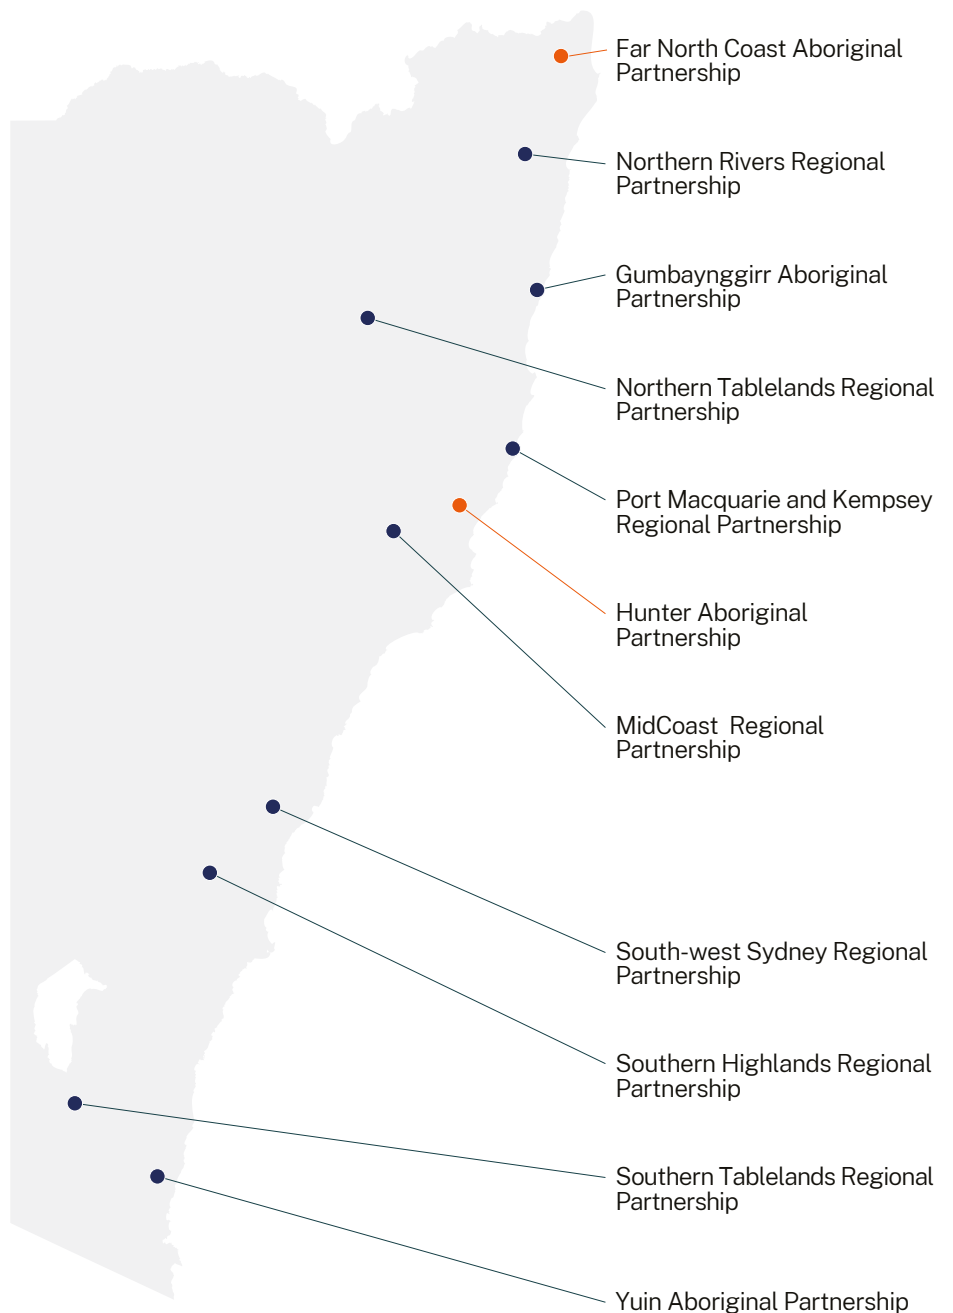 Far North Coast Aboriginal
Partnership
Northern Rivers Regional
Partnership
Gumbaynggirr Aboriginal
Partnership
Northern Tablelands Regional
Partnership
Port Macquarie and Kempsey
Regional Partnership
Hunter Aboriginal
Partnership
MidCoast  Regional
Partnership
South-west Sydney Regional
Partnership
Southern Highlands Regional
Partnership
Southern Tablelands Regional
Partnership
Yuin Aboriginal Partnership